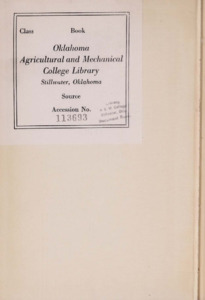 Class Book
Oklahoma
Agricultural and Mechanical
College Library
Stillwater, Oklahoma
Source
Accession No.
113693